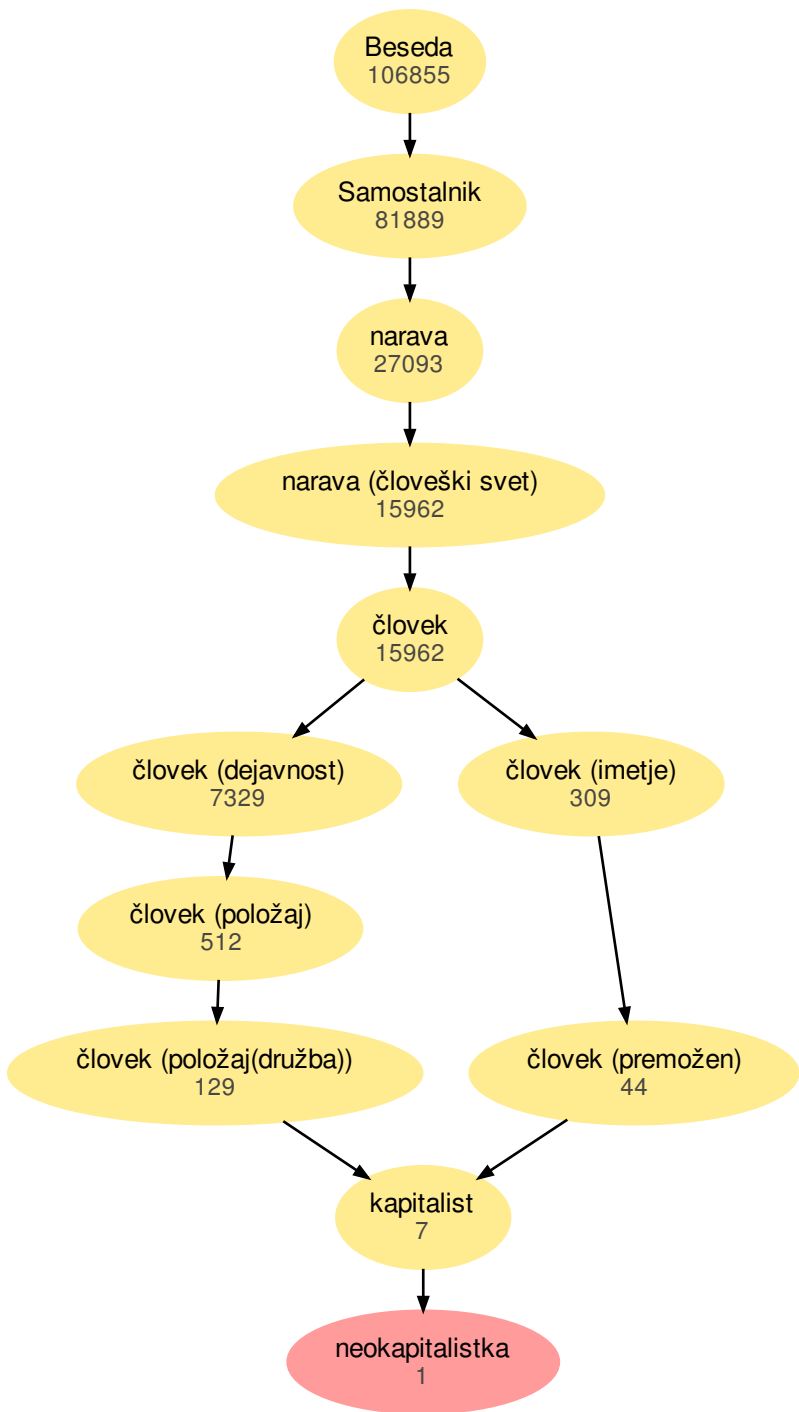 Beseda
106855
Samostalnik
81889
narava
27093
narava (človeški svet)
15962
človek
15962
človek (dejavnost)
7329
človek (imetje)
309
človek (položaj)
512
človek (položaj(družba))
129
človek (premožen)
44
kapitalist
7
neokapitalistka
1